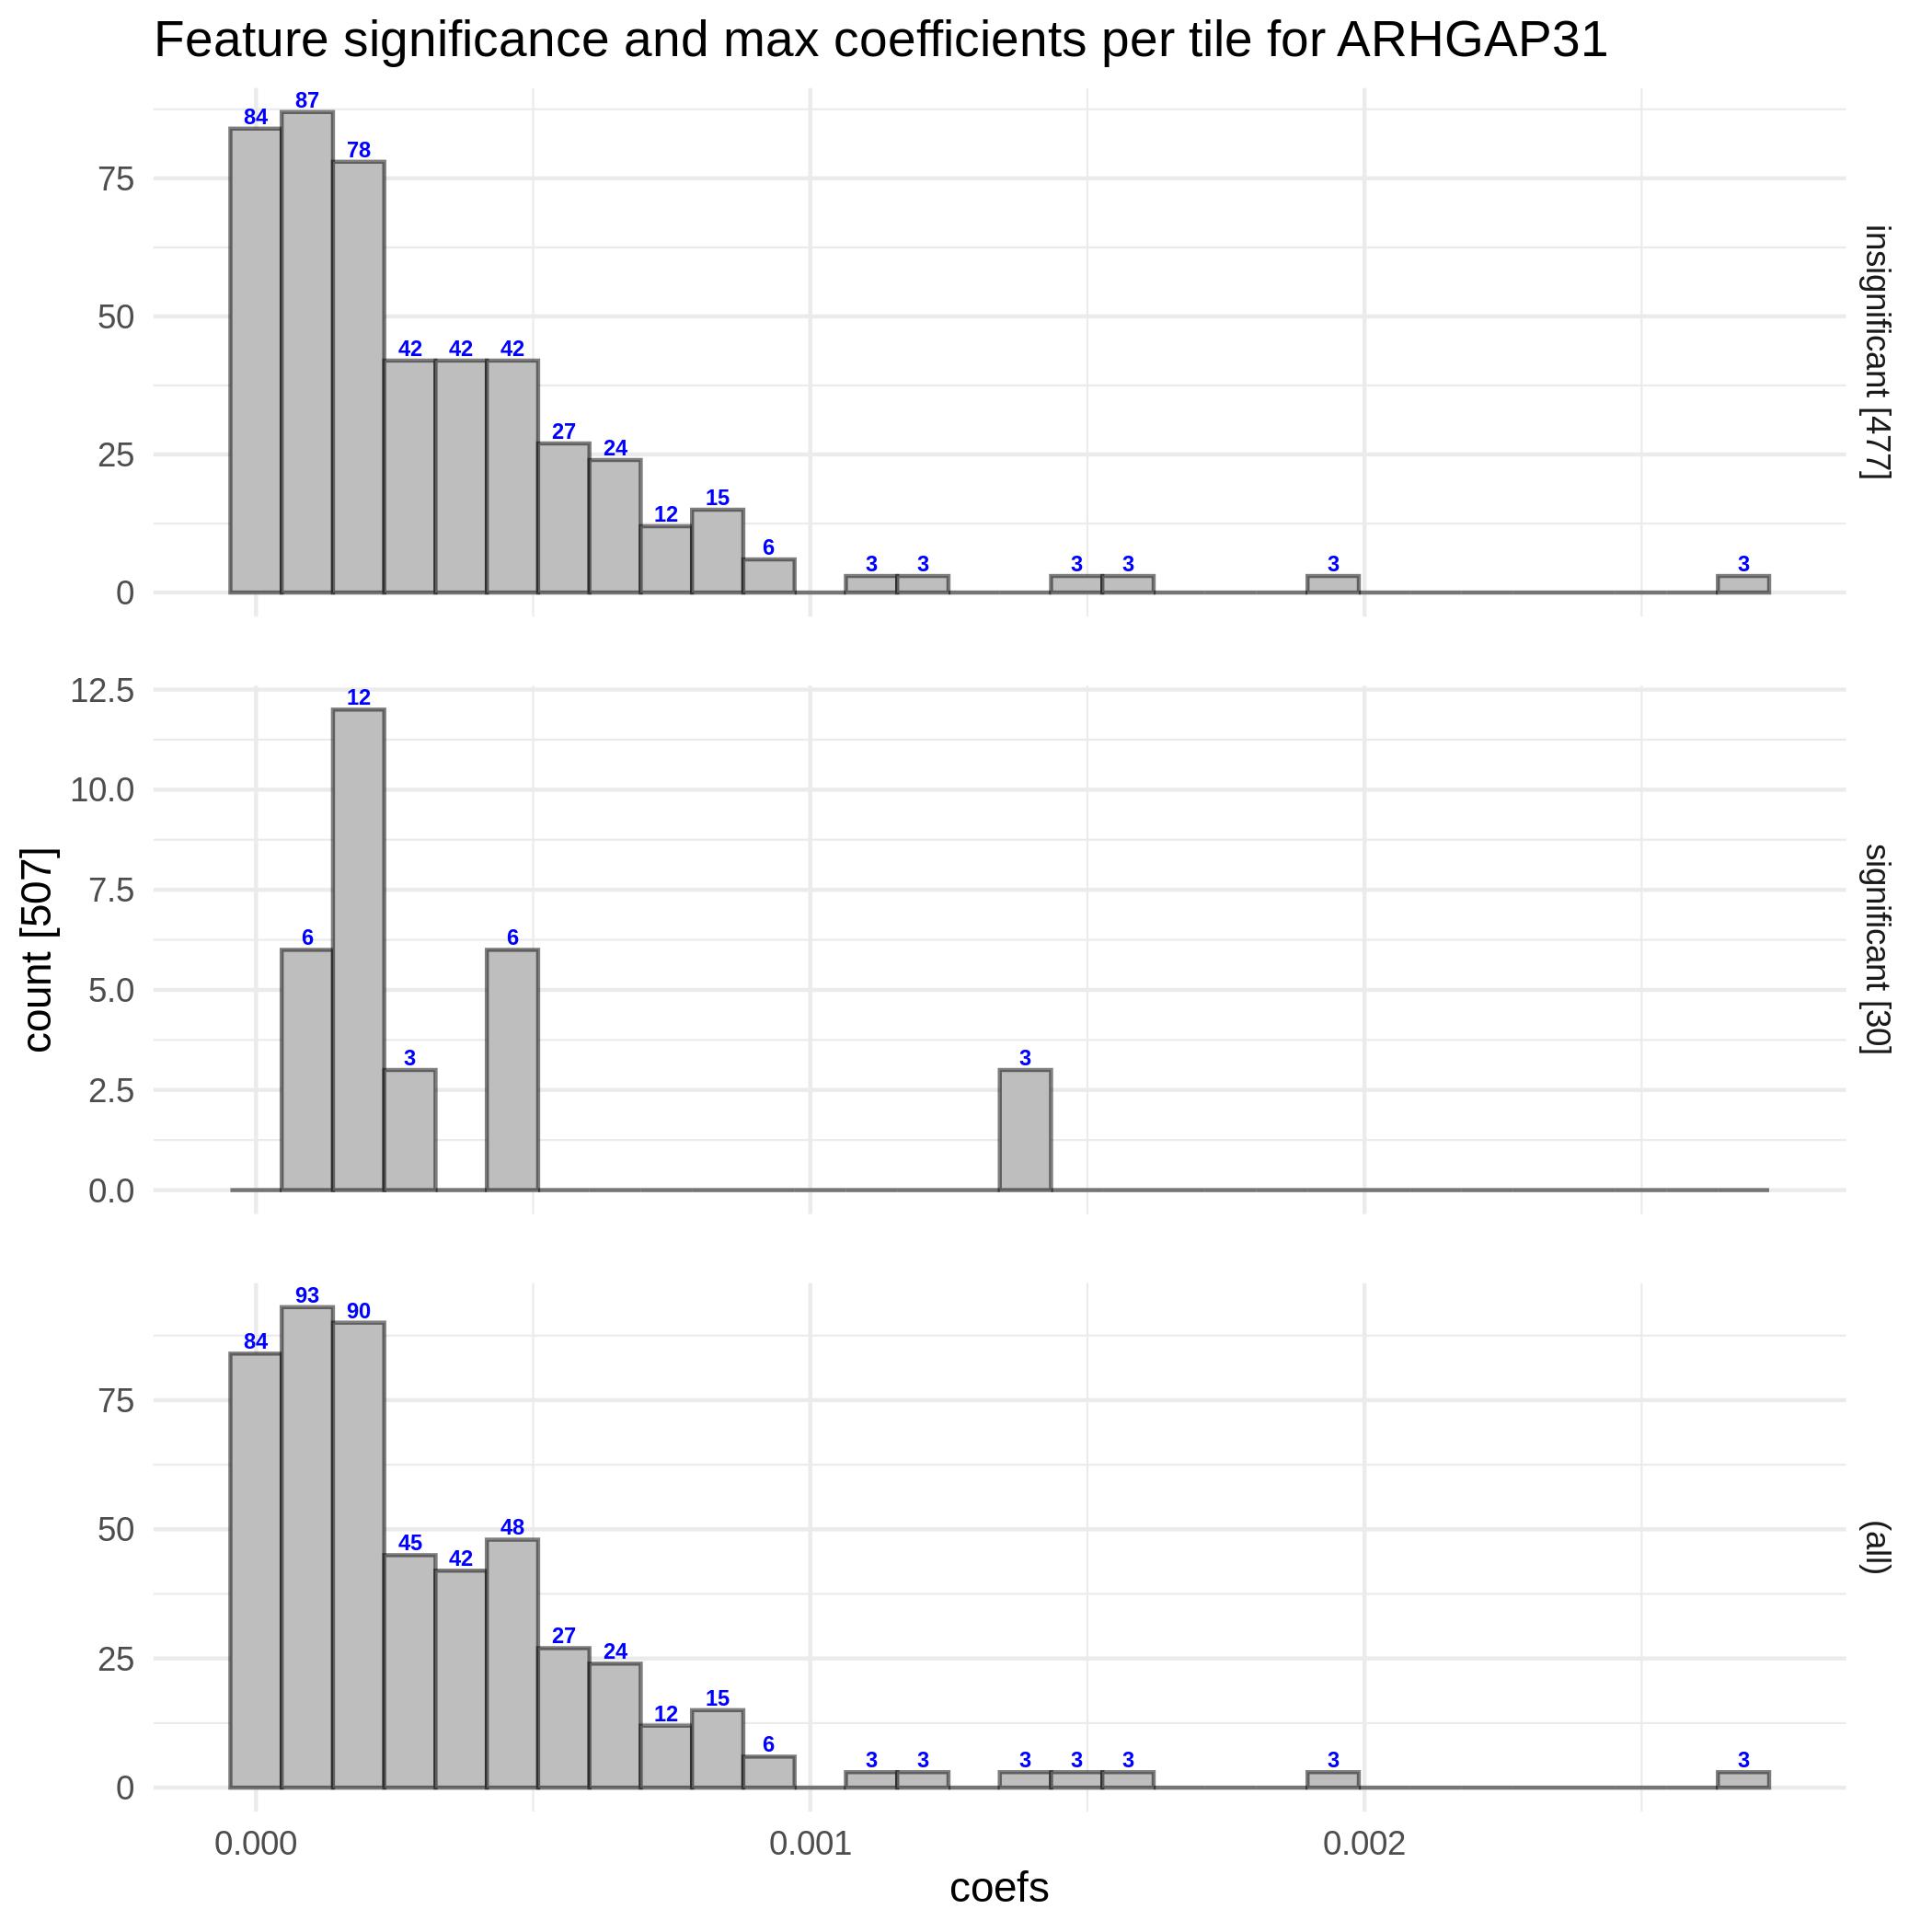 Feature significance and max coefficients per tile for ARHGAP31
84 87 78 42 42 42 27 24 12 15 6 3 3 3 3 3 3
75
50
25
0
insignificant [477]
12.5
10.0
7.5
5.0
2.5
0.0
6 12 3 6 3
significant [30]
count [507]
84 93 90 45 42 48 27 24 12 15 6 3 3 3 3 3 3 3
75
50
25
0
(all)
0.000 0.001 0.002
coefs